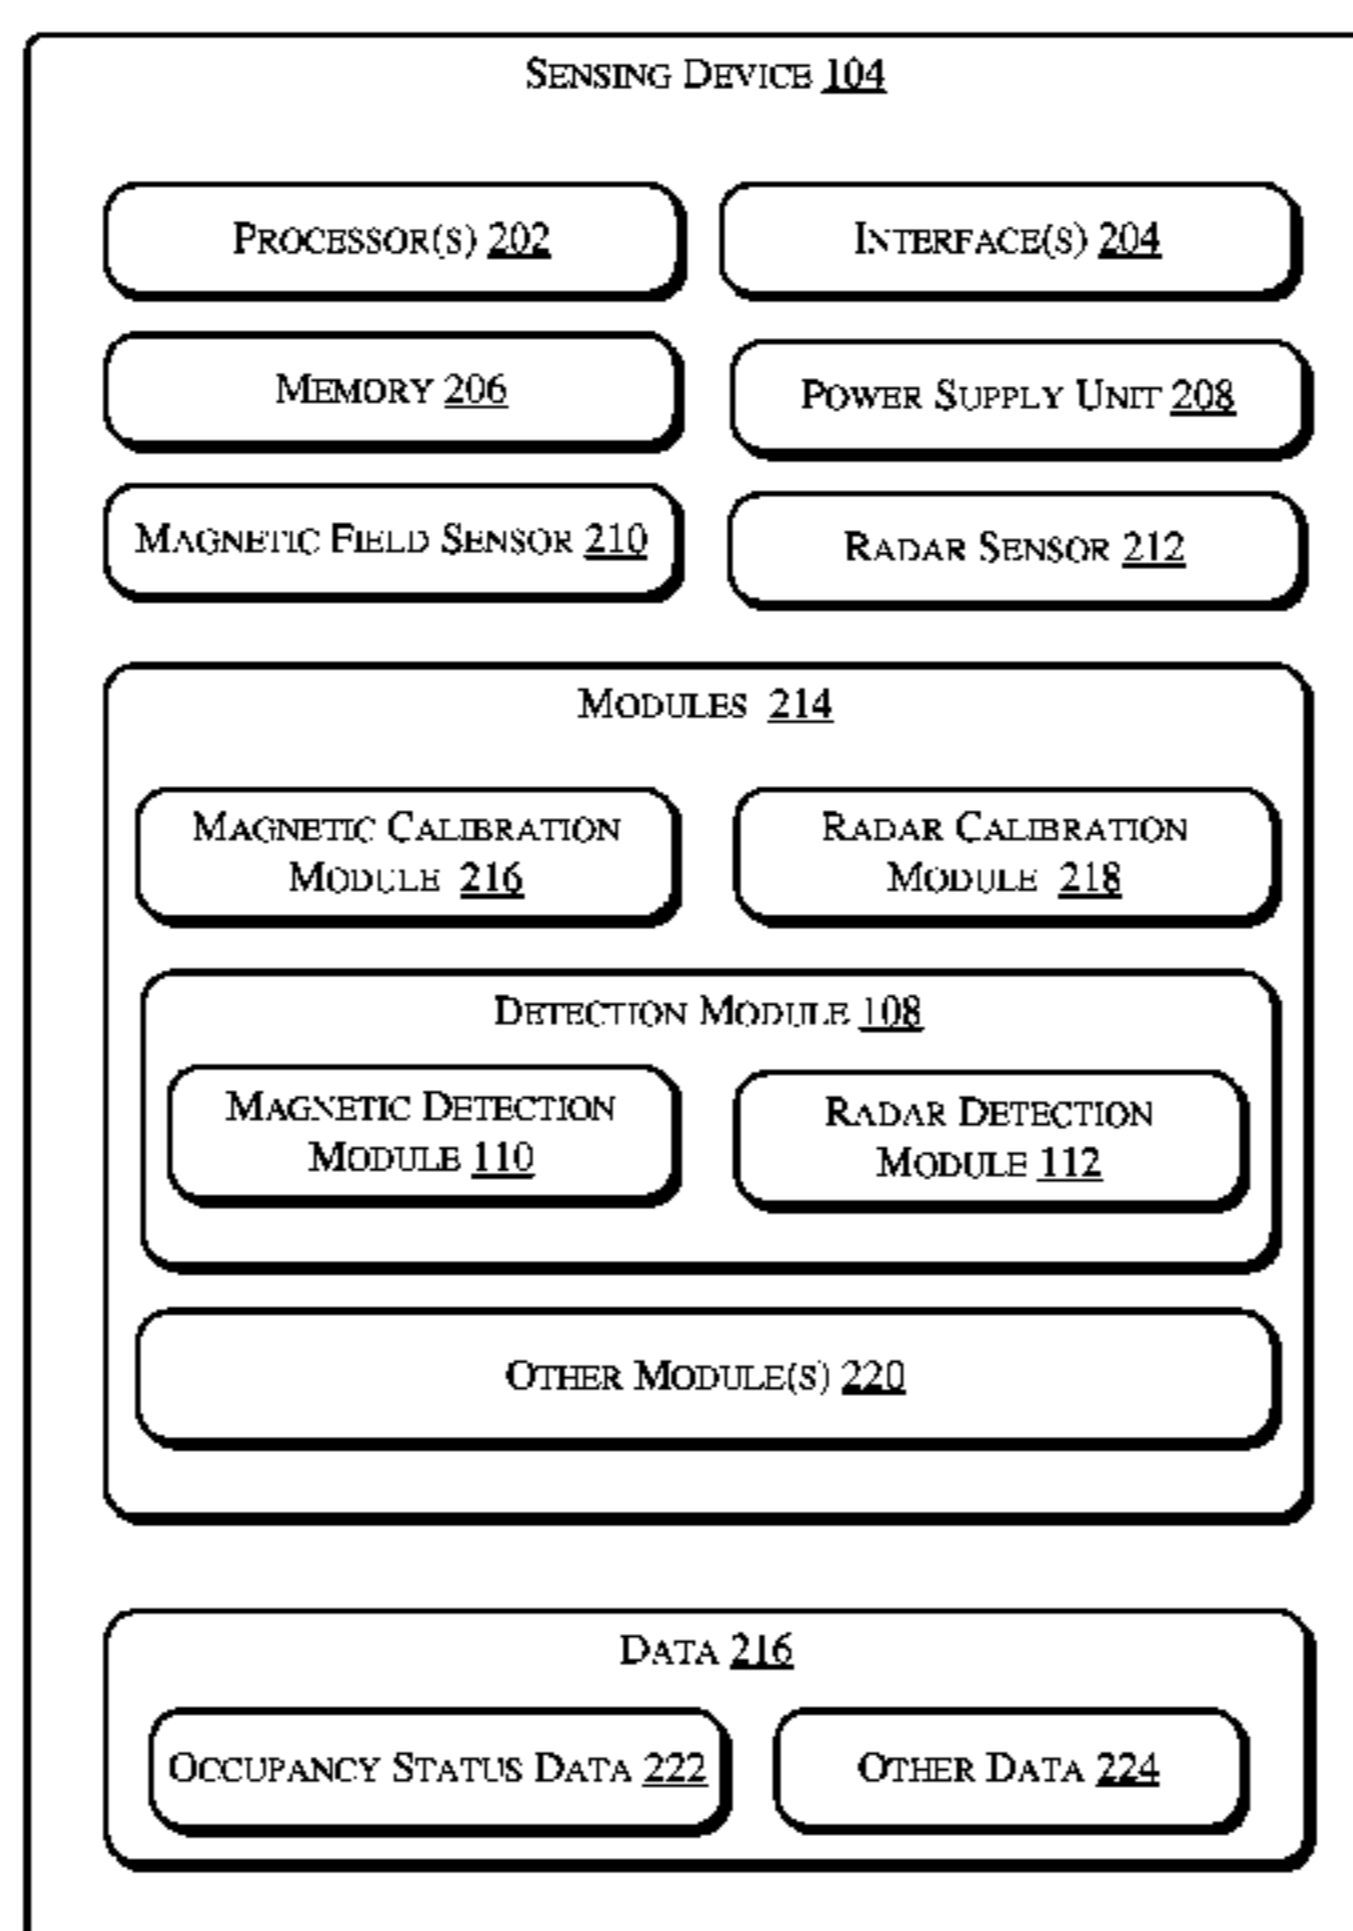 SENSING DEVICE 104
PROCESSOR(S) 202
INTERFACE(S) 204
MEMORY 206
POWER SUPPLY UNIT 208
MAGNETIC FIELD SENSOR 210
RADAR SENSOR 212
MODULES 214
MAGNETIC CALIBRATION
MODULE 216
RADAR CALIBRATION
MODULE 218
DETECTION MODULE 108
MAGNETIC DETECTION
MODULE 110
RADAR DETECTION
MODULE 112
OTHER MODULE(S) 220
DATA 216
OCCUPANCY STATUS DATA 222
OTHER DATA 224